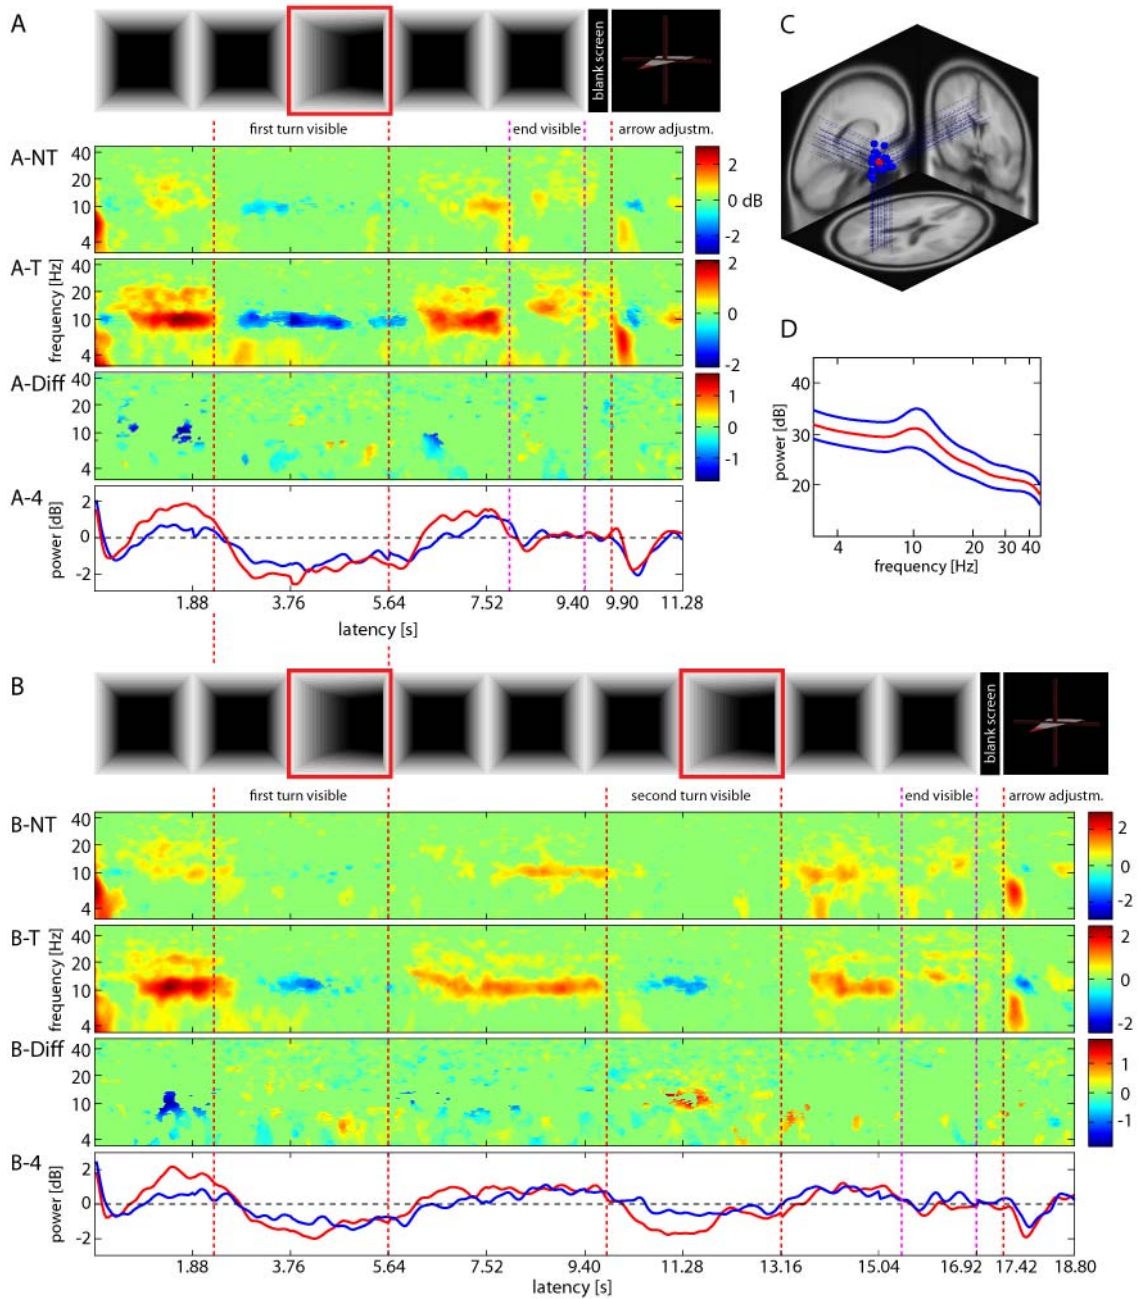 A
blank screen
C
first turn visible
end visible
arrow adjustm.
A-NT
40
20
10
4
2
0 dB
-2
A-T
frequency [Hz]
40
20
10
4
2
0
-2
A-Diff
40
20
10
4
1
0
-1
A-4
power [dB]
2
0
-2
1.88 3.76 5.64 7.52 9.40 9.90 11.28
latency [s]
D
power [dB]
40
30
20
4 10 20 30 40
frequency [Hz]
B
blank screen
first turn visible
second turn visible
end visible
arrow adjustm.
B-NT
40
20
10
4
2
0
-2
B-T
frequency [Hz]
40
20
10
4
2
0
-2
B-Diff
40
20
10
4
1
0
-1
B-4
power [dB]
2
0
-2
1.88 3.76 5.64 7.52 9.40 11.28 13.16 15.04 16.92 17.42 18.80
latency [s]